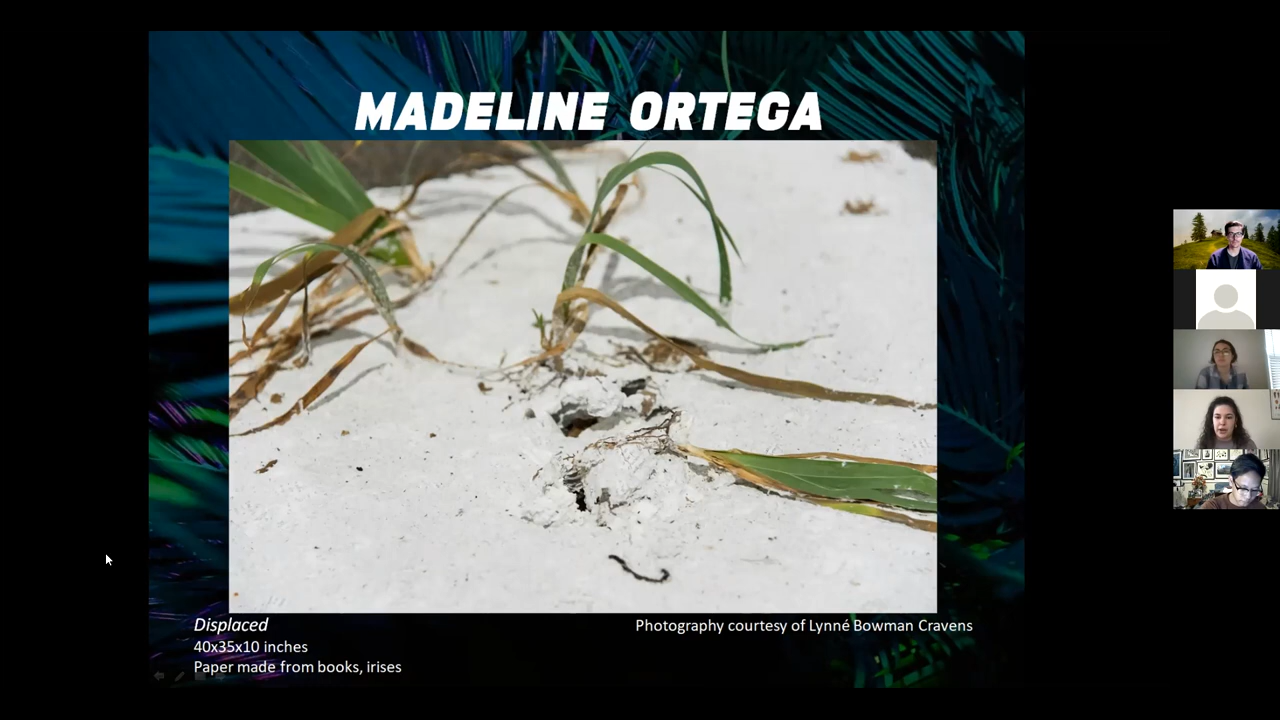 MADELINE ORTEGA
Displaced
40x35x10 inches
Paper made from books, irises
Photography courtesy of Lynné Bowman Cravens